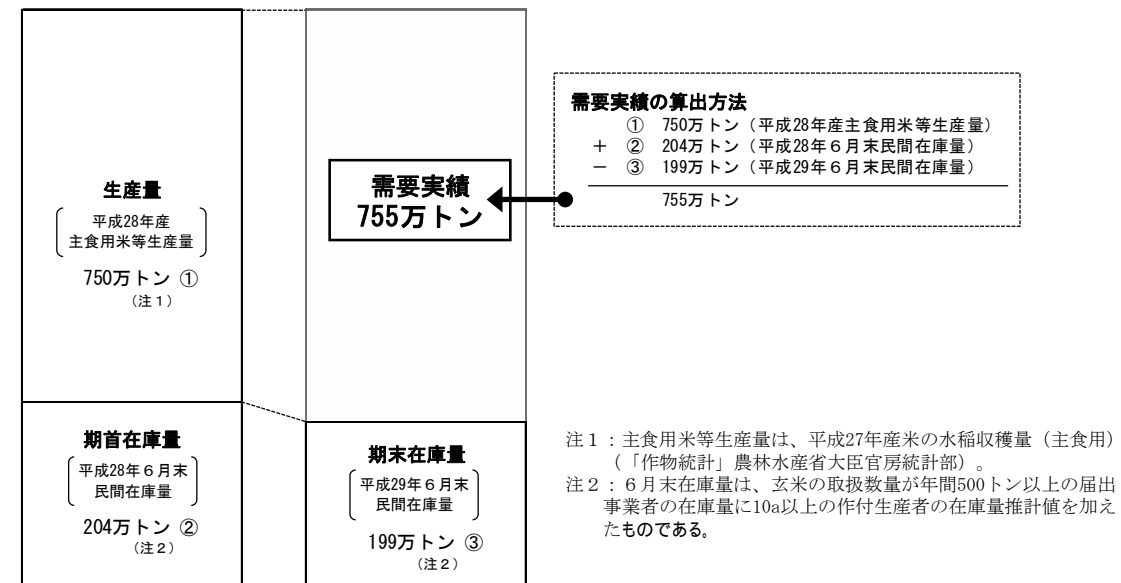 生産量
平成28年産
主食用米等生産量
750万トン ①
(注１)
期首在庫量
平成28年６月末
民間在庫量
204万トン ②
(注２)
需要実績
755万トン
期末在庫量
平成29年６月末
民間在庫量
199万トン ③
(注２)
需要実績の算出方法
① 750万トン（平成28年産主食用米等生産量）
＋ ② 204万トン（平成28年６月末民間在庫量）
－ ③ 199万トン（平成29年６月末民間在庫量）
755万トン
注１：主食用米等生産量は、平成27年産米の水稲収穫量（主食用）
（「作物統計」農林水産省大臣官房統計部）。
注２：６月末在庫量は、玄米の取扱数量が年間500トン以上の届出
事業者の在庫量に10a以上の作付生産者の在庫量推計値を加え
たものである。